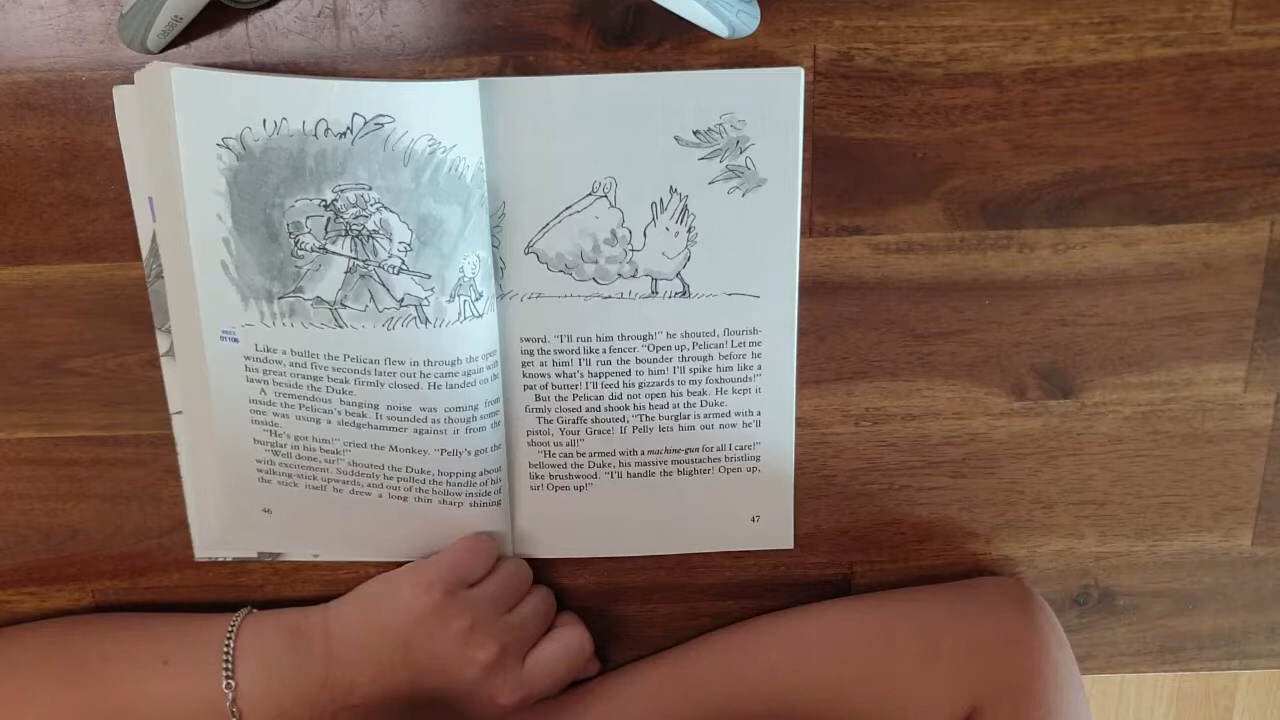 Like a bullet the Pelican flew in through the open
window, and five seconds later out he came again with
his great orange beak firmly closed. He landed on the
lawn beside the Duke.
A tremendous banging noise was coming from
inside the Pelican's beak. It sounded as though some-
one was using a sledgehammer against it from the
inside.
"He's got him!" cried the Monkey. "Pelly's got the
burglar in his beak!"
"Well done, sir!" shouted the Duke, hopping about
with excitement. Suddenly he pulled the handle of his
walking-stick upwards, and out of the hollow inside of
the stick itself he drew a long thin sharp shining
46
sword. "I'll run him through!" he shouted, flourish-
ing the sword like a fencer. "Open up, Pelican! Let me
get at him! I'll run the bounder through before he
knows what's happened to him! I'll spike him like a
pat of butter! I'll feed his gizzards to my foxhounds!"
But the Pelican did not open his beak. He kept it
firmly closed and shook his head at the Duke.
The Giraffe shouted, "The burglar is armed with a
pistol, Your Grace! If Pelly lets him out now he'll
shoot us all!"
"He can be armed with a machine-gun for all I care!"
bellowed the Duke, his massive moustaches bristling
like brushwood. "I'll handle the blighter! Open up,
sir! Open up!"
47